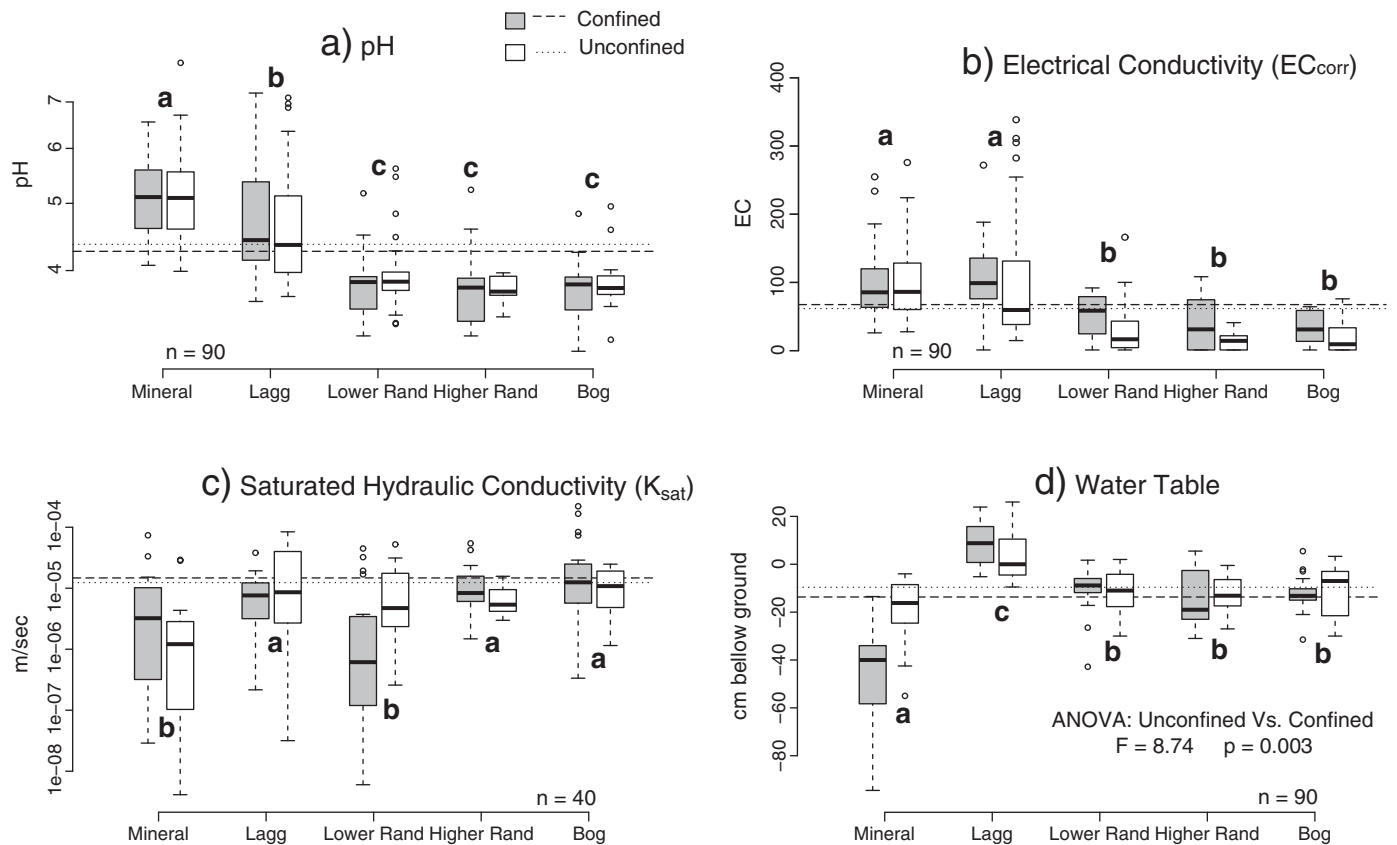 a) pH
Confined
Unconfined
pH
7
6
5
4
a
b
c
c
c
n = 90
Mineral
Lagg
Lower Rand
Higher Rand
Bog
b) Electrical Conductivity (ECcorr)
EC
400
300
200
100
0
a
a
b
b
b
n = 90
Mineral
Lagg
Lower Rand
Higher Rand
Bog
c) Saturated Hydraulic Conductivity (Ksat)
m/sec
1e−04
1e−05
1e−06
1e−07
1e−08
b
a
b
a
a
n = 40
Mineral
Lagg
Lower Rand
Higher Rand
Bog
d) Water Table
cm bellow ground
20
0
−20
−40
−60
−80
a
c
b
b
b
ANOVA: Unconfined Vs. Confined
F = 8.74 p = 0.003
n = 90
Mineral
Lagg
Lower Rand
Higher Rand
Bog